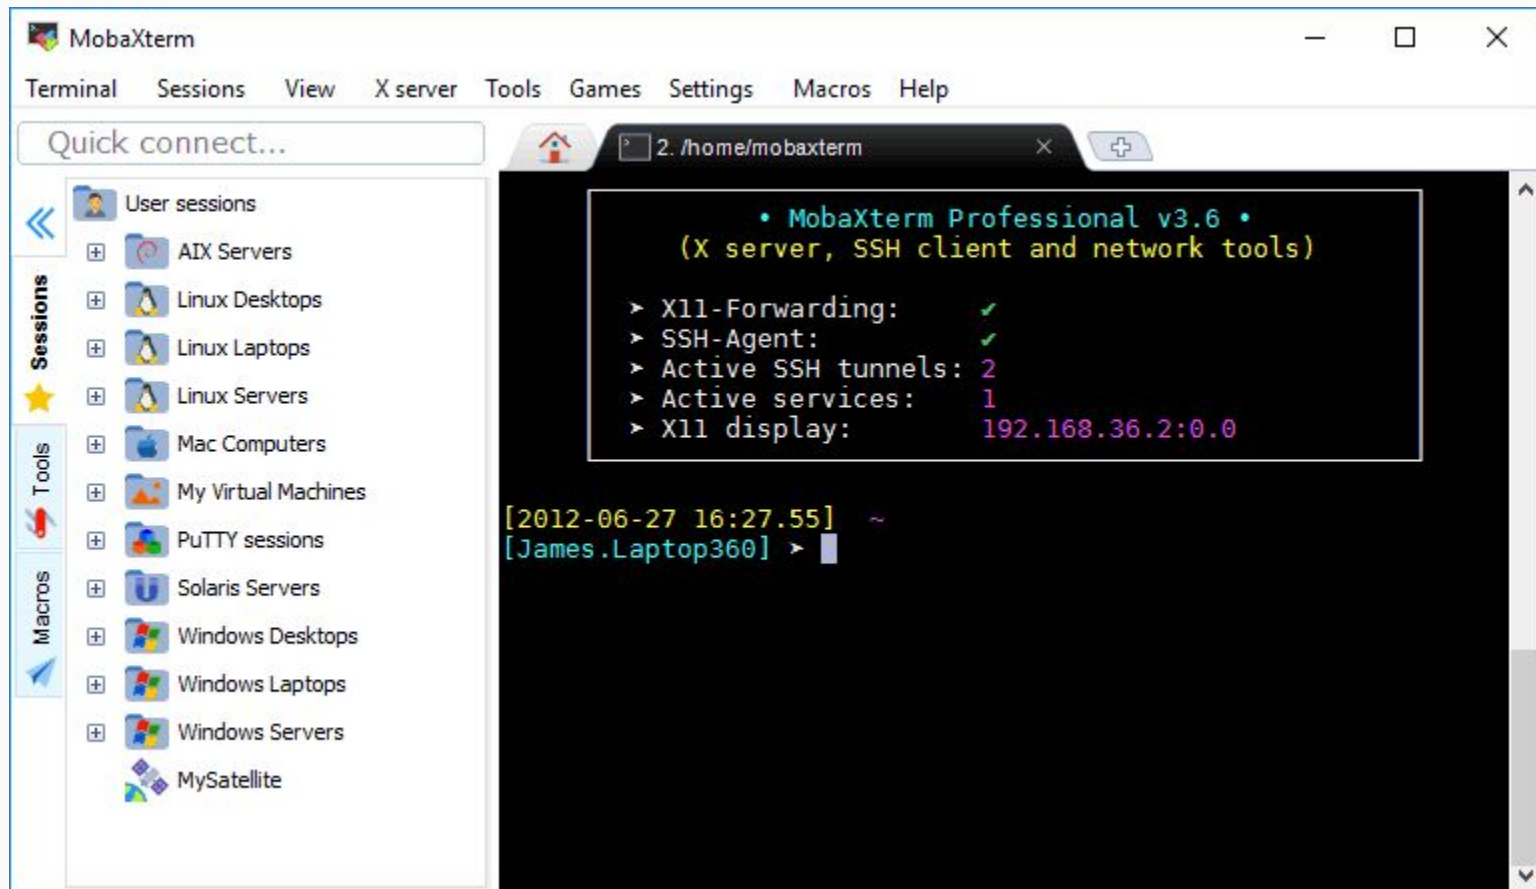 MobaXterm
Terminal Sessions View X server Tools Games Settings Macros Help
Quick connect...
2. /home/mobaxterm
Sessions
Tools
Macros
User sessions
AIX Servers
Linux Desktops
Linux Laptops
Linux Servers
Mac Computers
My Virtual Machines
PuTTY sessions
Solaris Servers
Windows Desktops
Windows Laptops
Windows Servers
MySatellite
• MobaXterm Professional v3.6 •
(X server, SSH client and network tools)
➤ X11-Forwarding: ✔
➤ SSH-Agent: ✔
➤ Active SSH tunnels: 2
➤ Active services: 1
➤ X11 display: 192.168.36.2:0.0
[2012-06-27 16:27.55] ~
[James.Laptop360] ➤